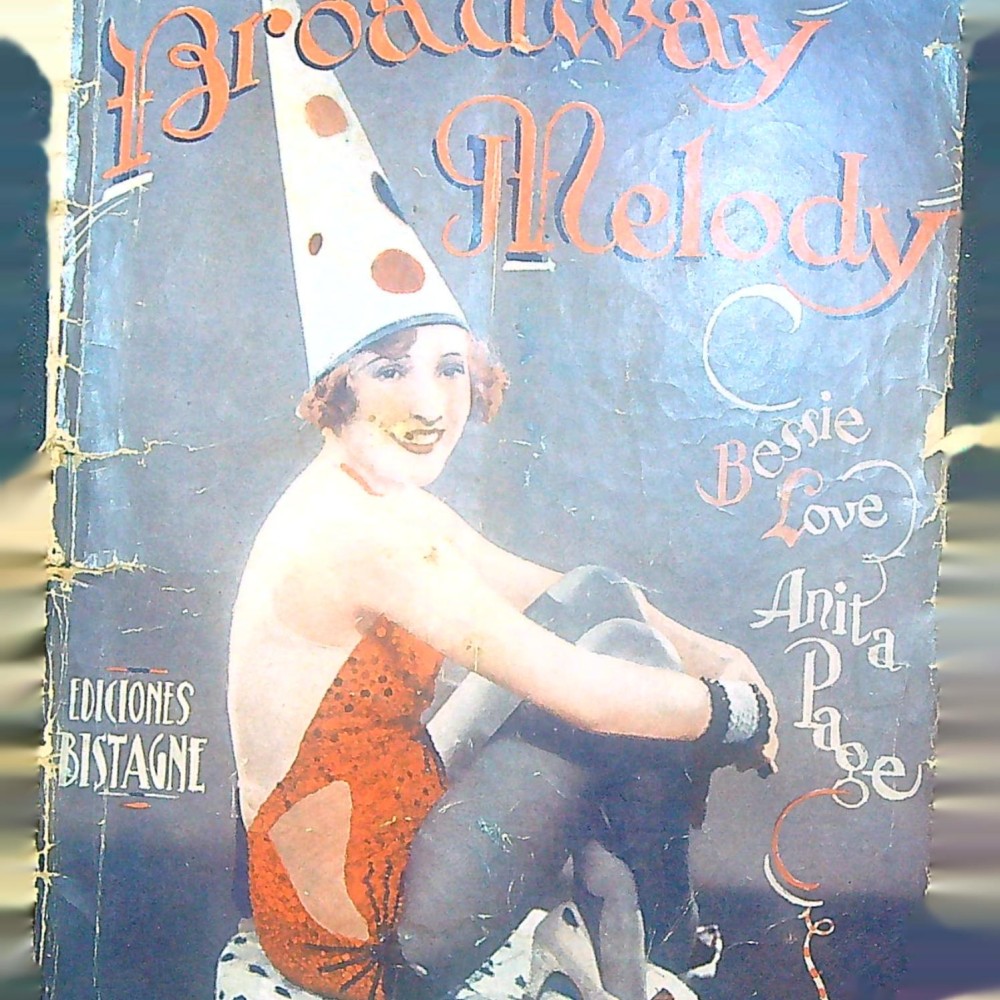 Broadway
Melody
Bessie
Love
Anita
Page
EDICIONES
BISTAGNE